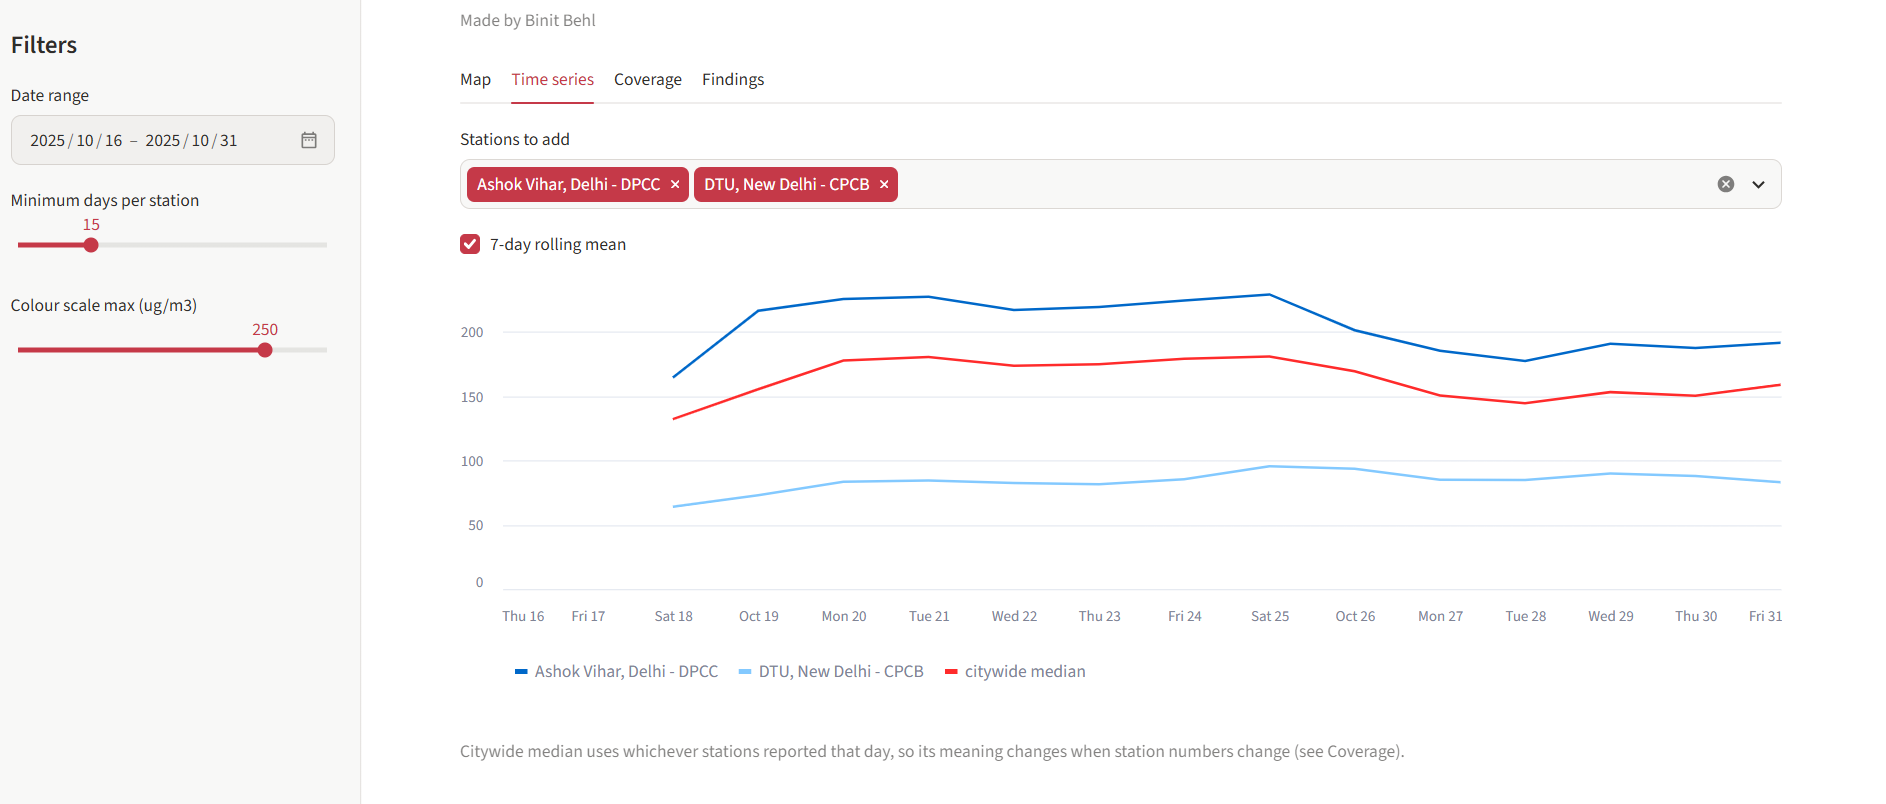 Made by Binit Behl
Filters
Date range
2025/10/16 – 2025/10/31
Minimum days per station
15
Colour scale max (ug/m3)
250
Map Time series Coverage Findings
Stations to add
Ashok Vihar, Delhi - DPCC × DTU, New Delhi - CPCB ×
7-day rolling mean
200
150
100
50
0
Thu 16 Fri 17 Sat 18 Oct 19 Mon 20 Tue 21 Wed 22 Thu 23 Fri 24 Sat 25 Oct 26 Mon 27 Tue 28 Wed 29 Thu 30 Fri 31
Ashok Vihar, Delhi - DPCC DTU, New Delhi - CPCB citywide median
Citywide median uses whichever stations reported that day, so its meaning changes when station numbers change (see Coverage).